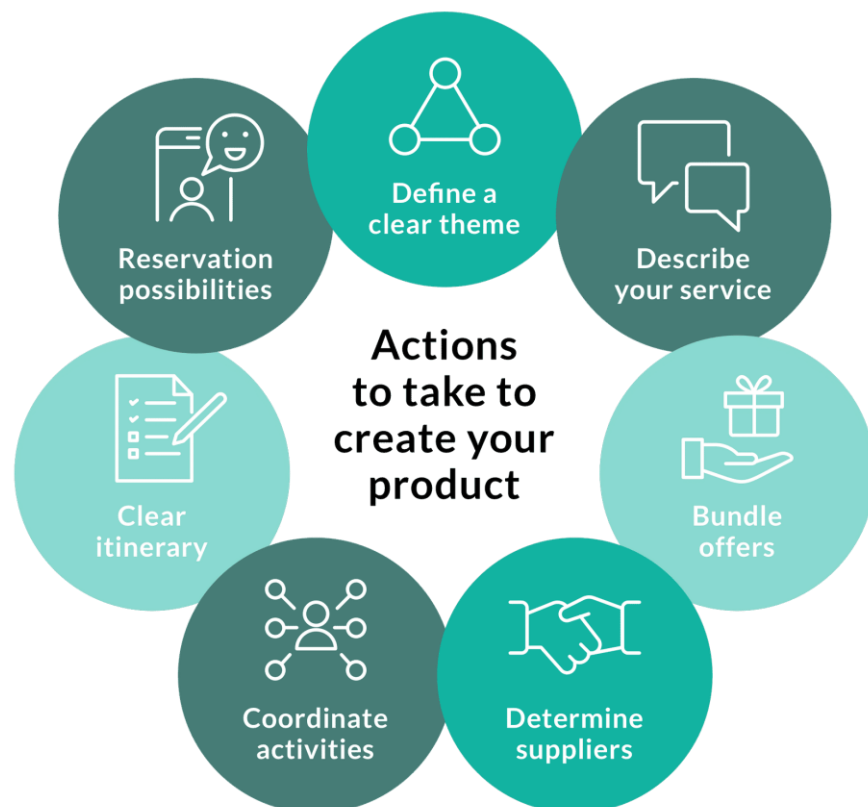 Define a
clear theme
Describe
your service
Bundle
offers
Determine
suppliers
Coordinate
activities
Clear
itinerary
Reservation
possibilities
Actions
to take to
create your
product